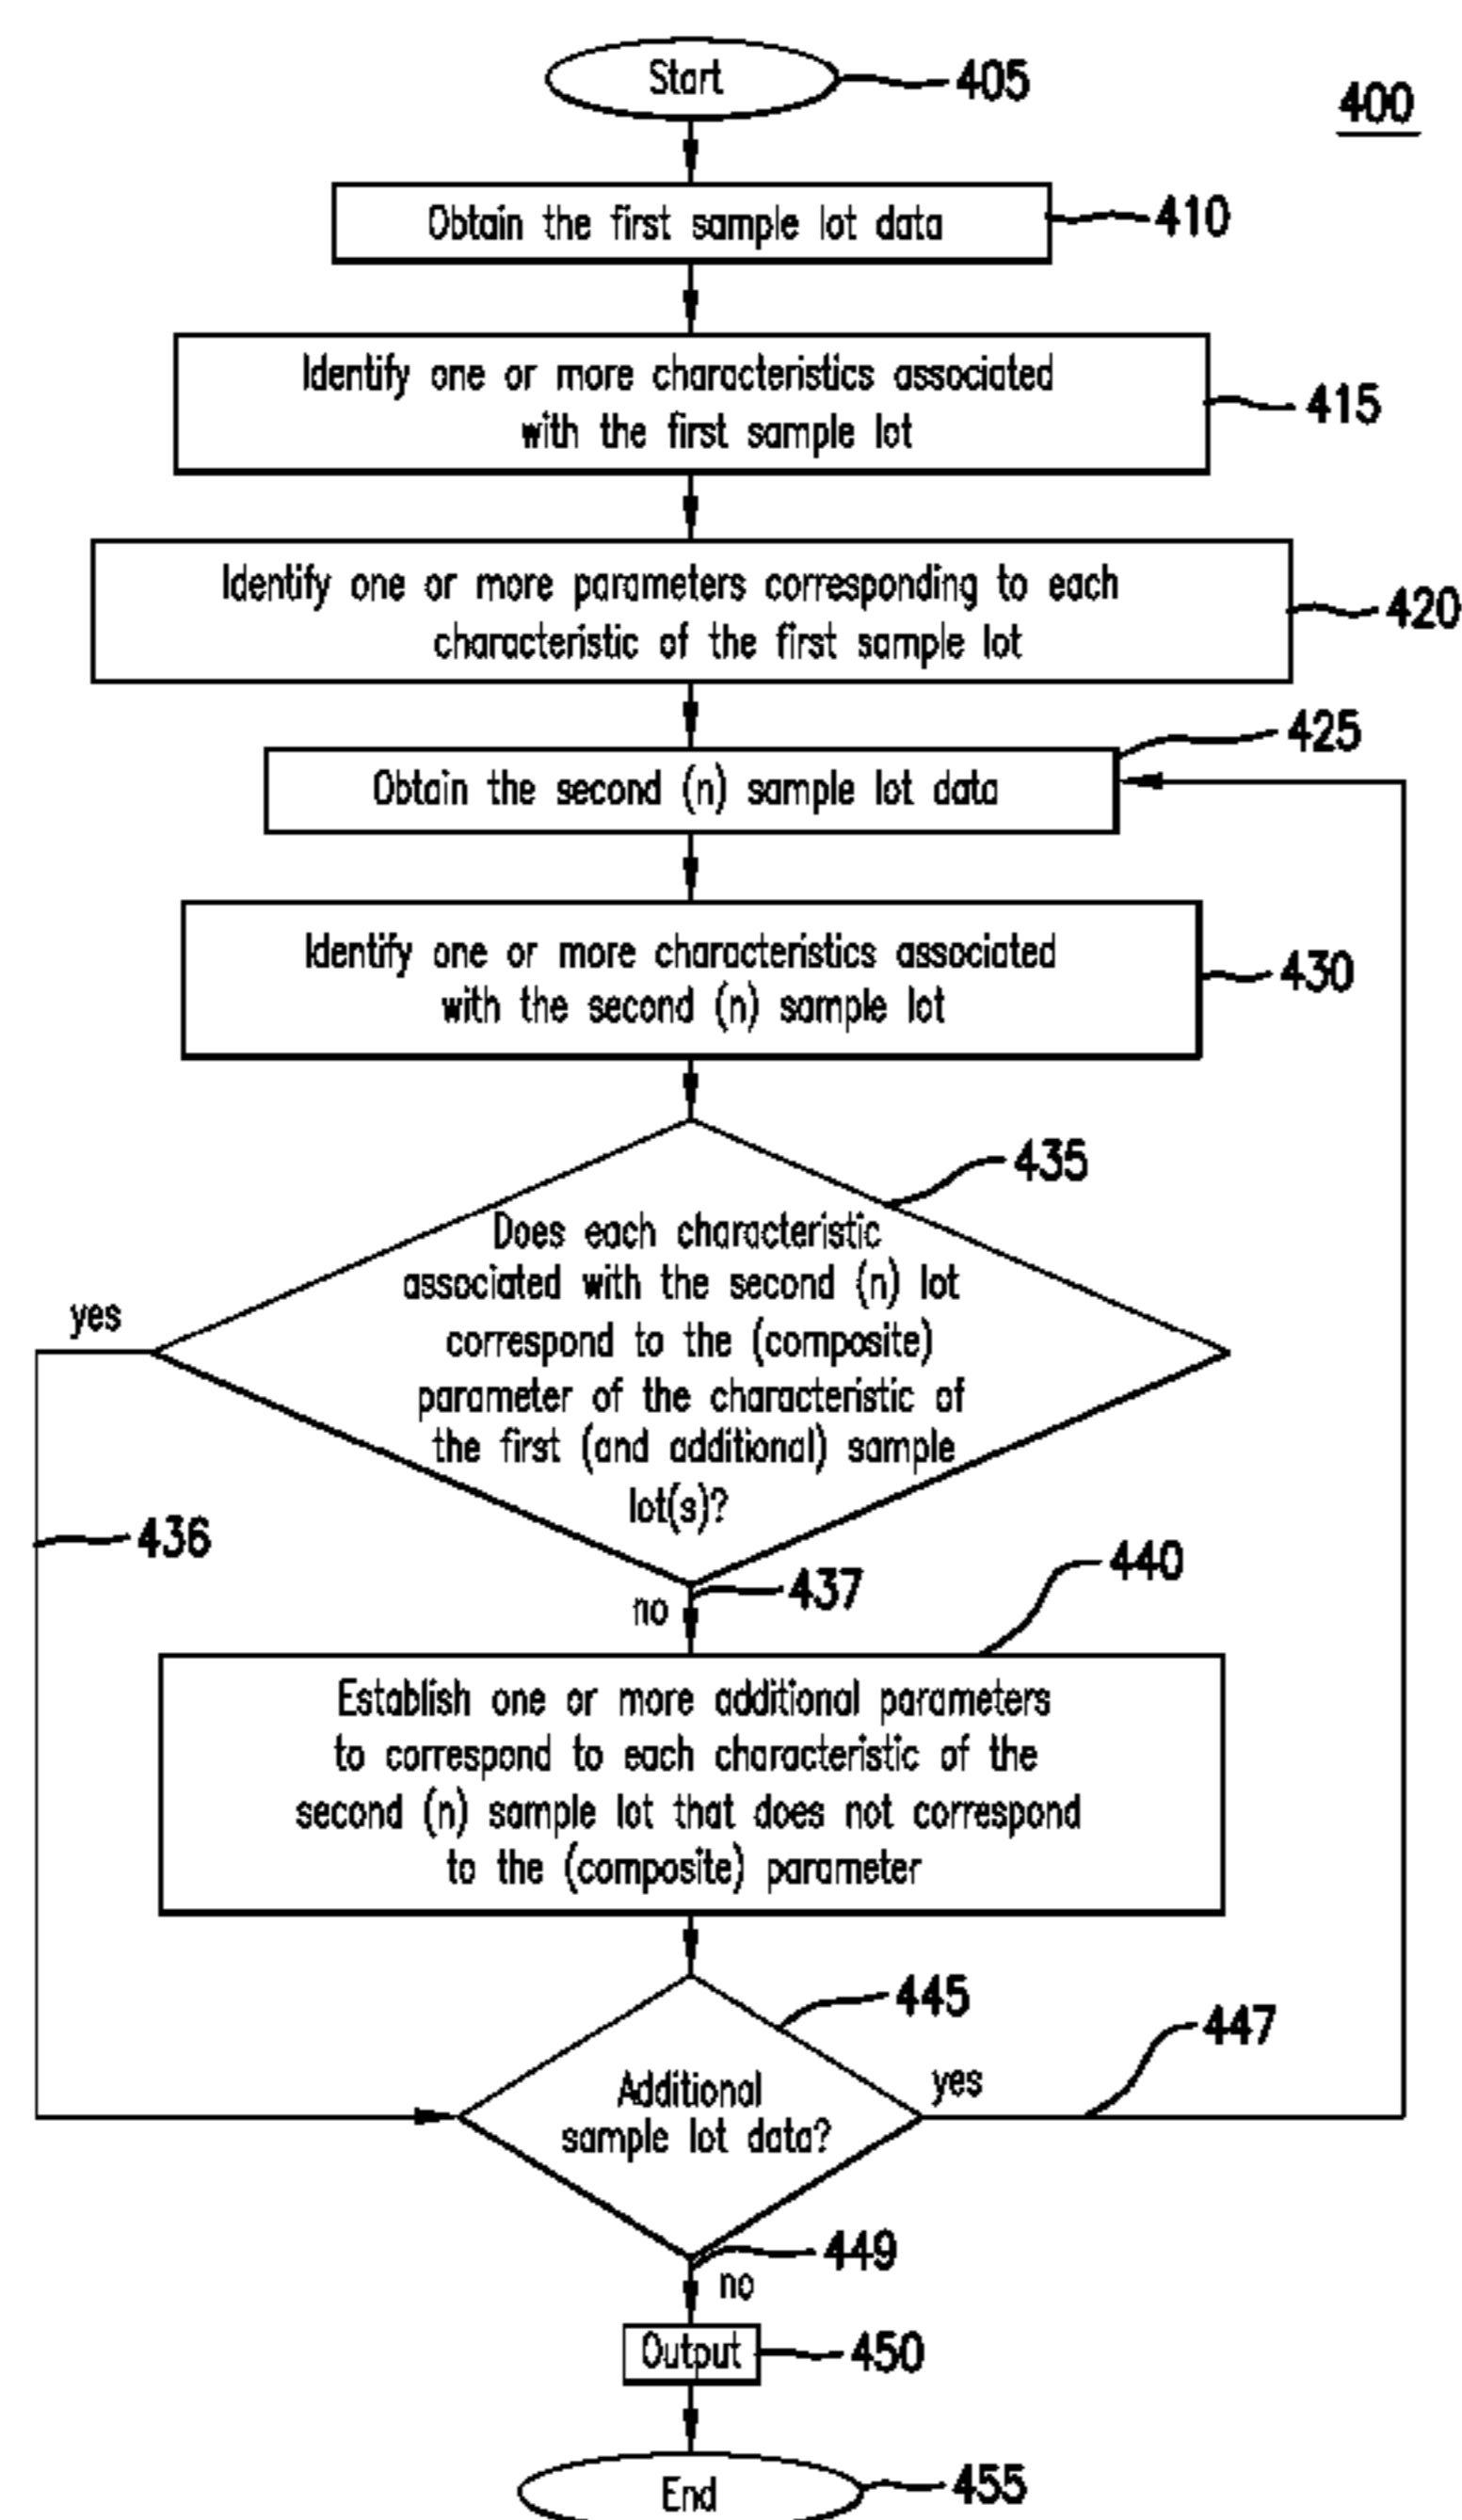 Start
405
400
Obtain the first sample lot data
410
Identify one or more characteristics associated
with the first sample lot
415
Identify one or more parameters corresponding to each
characteristic of the first sample lot
420
425
Obtain the second (n) sample lot data
Identify one or more characteristics associated
with the second (n) sample lot
430
435
Does each characteristic
associated with the second (n) lot
correspond to the (composite)
parameter of the characteristic of
the first (and additional) sample
lot(s)?
yes
436
437
no
440
Establish one or more additional parameters
to correspond to each characteristic of the
second (n) sample lot that does not correspond
to the (composite) parameter
445
447
Additional
sample lot data?
yes
449
no
Output
450
End
455